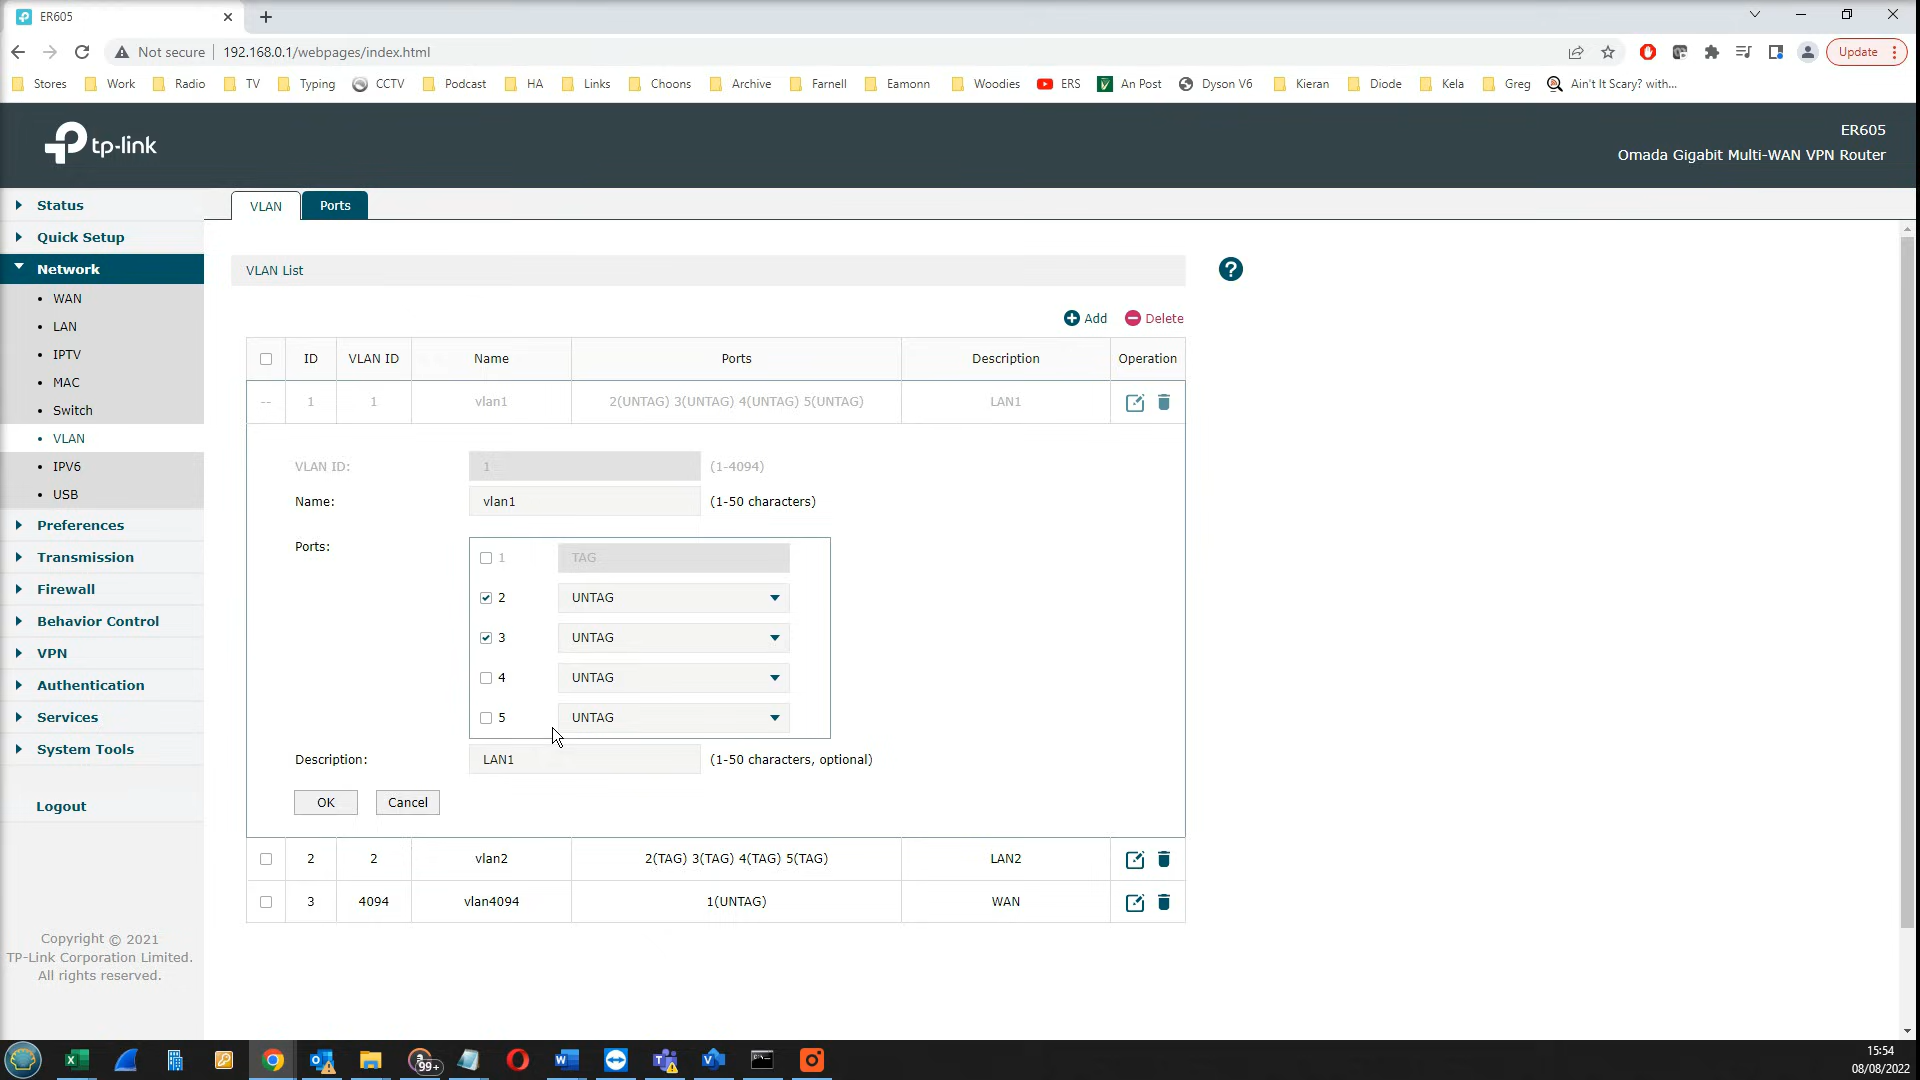 ER605
Not secure 192.168.0.1/webpages/index.html Update
Stores Work Radio TV Typing CCTV Podcast HA Links Choons Archive Farnell Eamonn Woodies ERS An Post Dyson V6 Kieran Diode Kela Greg Ain't It Scary? with...
tp-link
ER605
Omada Gigabit Multi-WAN VPN Router
Status
Quick Setup
Network
WAN
LAN
IPTV
MAC
Switch
VLAN
IPV6
USB
Preferences
Transmission
Firewall
Behavior Control
VPN
Authentication
Services
System Tools
Logout
Copyright © 2021
TP-Link Corporation Limited.
All rights reserved.
VLAN Ports
VLAN List
?
Add Delete
ID VLAN ID Name Ports Description Operation
-- 1 1 vlan1 2(UNTAG) 3(UNTAG) 4(UNTAG) 5(UNTAG) LAN1
VLAN ID: 1 (1-4094)
Name: vlan1 (1-50 characters)
Ports: 1 TAG
2 UNTAG
3 UNTAG
4 UNTAG
5 UNTAG
Description: LAN1 (1-50 characters, optional)
OK Cancel
2 2 vlan2 2(TAG) 3(TAG) 4(TAG) 5(TAG) LAN2
3 4094 vlan4094 1(UNTAG) WAN
99+
15:54
08/08/2022